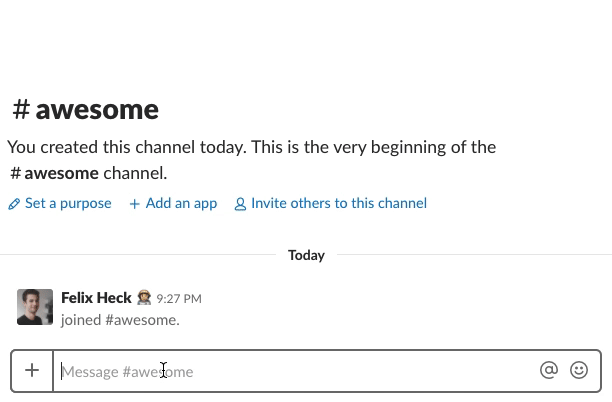 # awesome
You created this channel today. This is the very beginning of the
# awesome channel.
Set a purpose + Add an app Invite others to this channel
Today
Felix Heck 9:27 PM
joined #awesome.
+ Message #awesome @